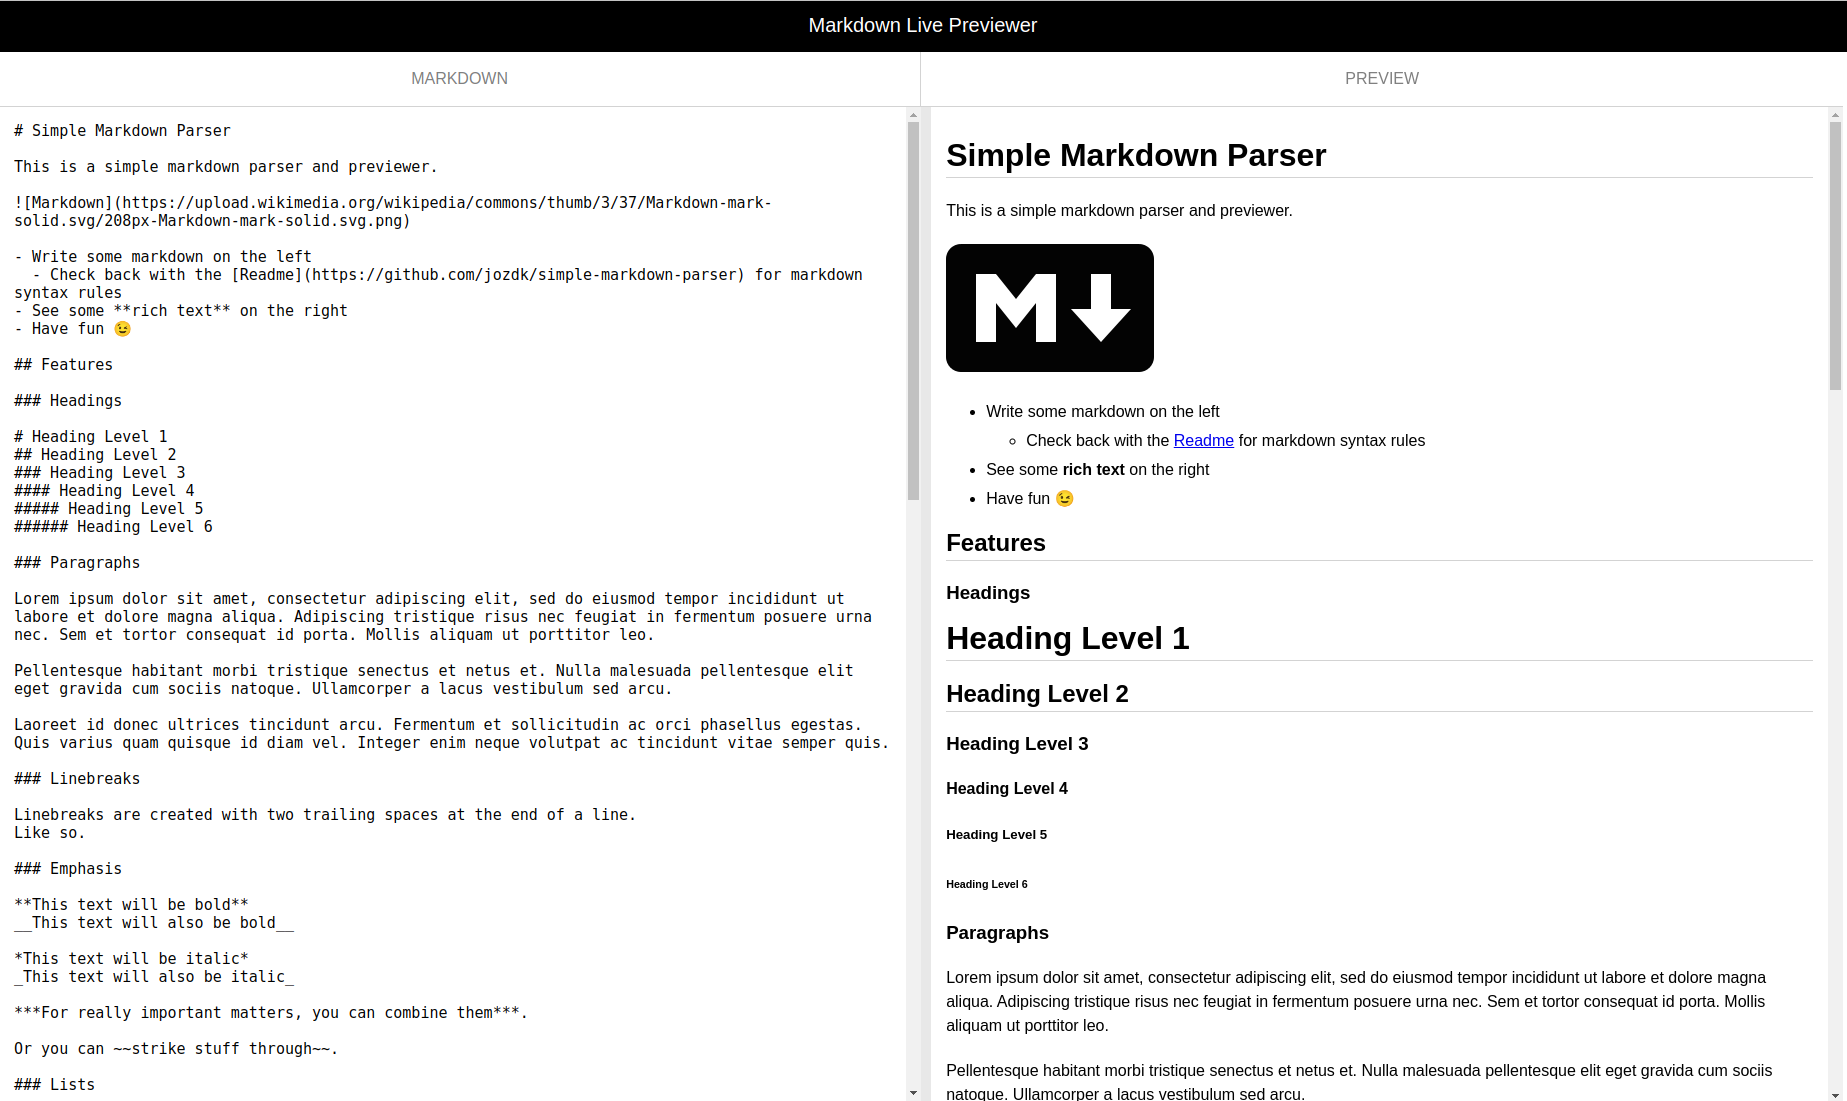 Markdown Live Previewer
MARKDOWN
# Simple Markdown Parser
This is a simple markdown parser and previewer.
![Markdown](https://upload.wikimedia.org/wikipedia/commons/thumb/3/37/Markdown-mark-
solid.svg/208px-Markdown-mark-solid.svg.png)
- Write some markdown on the left
  - Check back with the [Readme](https://github.com/jozdk/simple-markdown-parser) for markdown
syntax rules
- See some **rich text** on the right
- Have fun 😉
## Features
### Headings
# Heading Level 1
## Heading Level 2
### Heading Level 3
#### Heading Level 4
##### Heading Level 5
###### Heading Level 6
### Paragraphs
Lorem ipsum dolor sit amet, consectetur adipiscing elit, sed do eiusmod tempor incididunt ut
labore et dolore magna aliqua. Adipiscing tristique risus nec feugiat in fermentum posuere urna
nec. Sem et tortor consequat id porta. Mollis aliquam ut porttitor leo.
Pellentesque habitant morbi tristique senectus et netus et. Nulla malesuada pellentesque elit
eget gravida cum sociis natoque. Ullamcorper a lacus vestibulum sed arcu.
Laoreet id donec ultrices tincidunt arcu. Fermentum et sollicitudin ac orci phasellus egestas.
Quis varius quam quisque id diam vel. Integer enim neque volutpat ac tincidunt vitae semper quis.
### Linebreaks
Linebreaks are created with two trailing spaces at the end of a line.
Like so.
### Emphasis
**This text will be bold**
__This text will also be bold__
*This text will be italic*
_This text will also be italic_
***For really important matters, you can combine them***.
Or you can ~~strike stuff through~~.
### Lists
PREVIEW
Simple Markdown Parser
This is a simple markdown parser and previewer.
M
• Write some markdown on the left
◦ Check back with the Readme for markdown syntax rules
• See some rich text on the right
• Have fun 😉
Features
Headings
Heading Level 1
Heading Level 2
Heading Level 3
Heading Level 4
Heading Level 5
Heading Level 6
Paragraphs
Lorem ipsum dolor sit amet, consectetur adipiscing elit, sed do eiusmod tempor incididunt ut labore et dolore magna
aliqua. Adipiscing tristique risus nec feugiat in fermentum posuere urna nec. Sem et tortor consequat id porta. Mollis
aliquam ut porttitor leo.
Pellentesque habitant morbi tristique senectus et netus et. Nulla malesuada pellentesque elit eget gravida cum sociis
natoque. Ullamcorper a lacus vestibulum sed arcu.